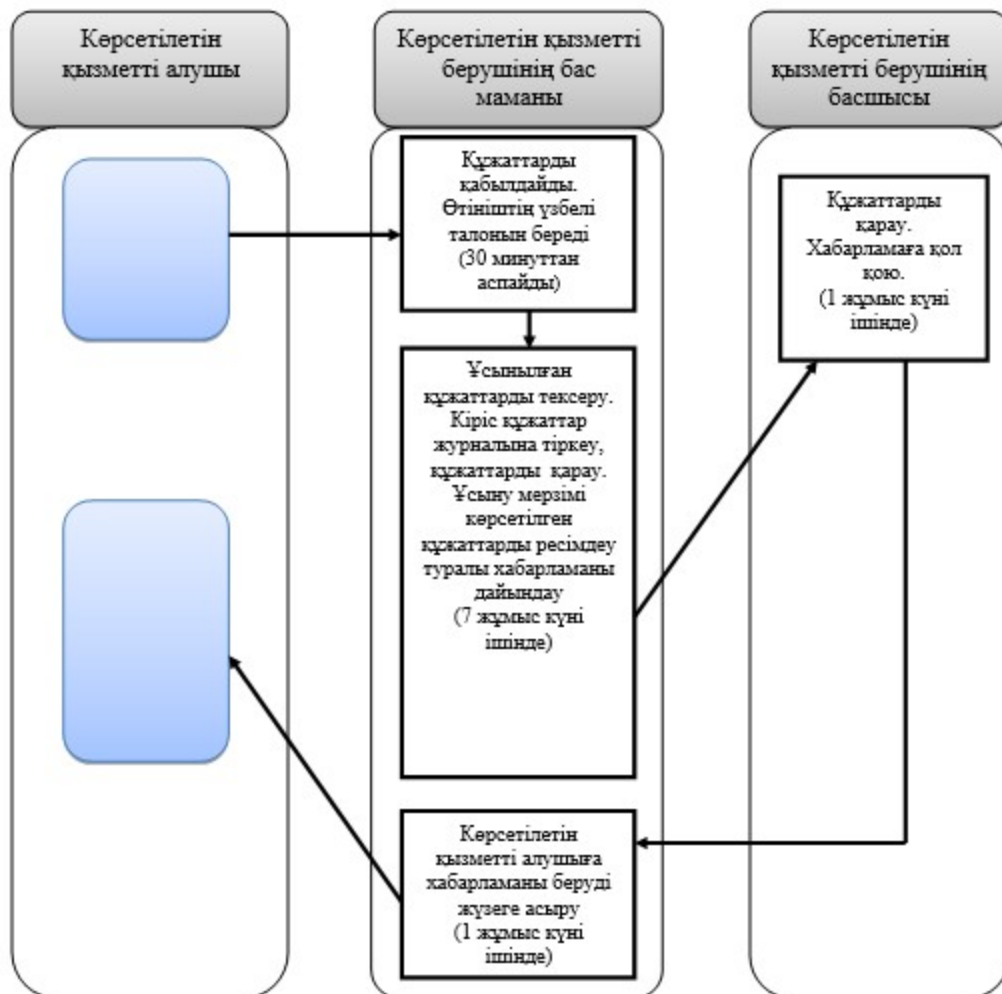 Көрсетілетін
қызметті алушы
Көрсетілетін қызметті
берушінің бас
маманы
Көрсетілетін
қызметті берушінің
басшысы
Құжаттарды
қабылдайды.
Өтініштің үзбелі
талонын береді
(30 минуттан
аспайды)
Ұсынылған
құжаттарды тексеру.
Кіріс құжаттар
журналына тіркеу,
құжаттарды қарау.
Ұсыну мерзімі
көрсетілген
құжаттарды ресімдеу
туралы хабарламаны
дайындау
(7 жұмыс күні
ішінде)
Құжаттарды
қарау.
Хабарламаға қол
қою.
(1 жұмыс күні
ішінде)
Көрсетілетін
қызметті алушыға
хабарламаны беруді
жүзеге асыру
(1 жұмыс күні
ішінде)